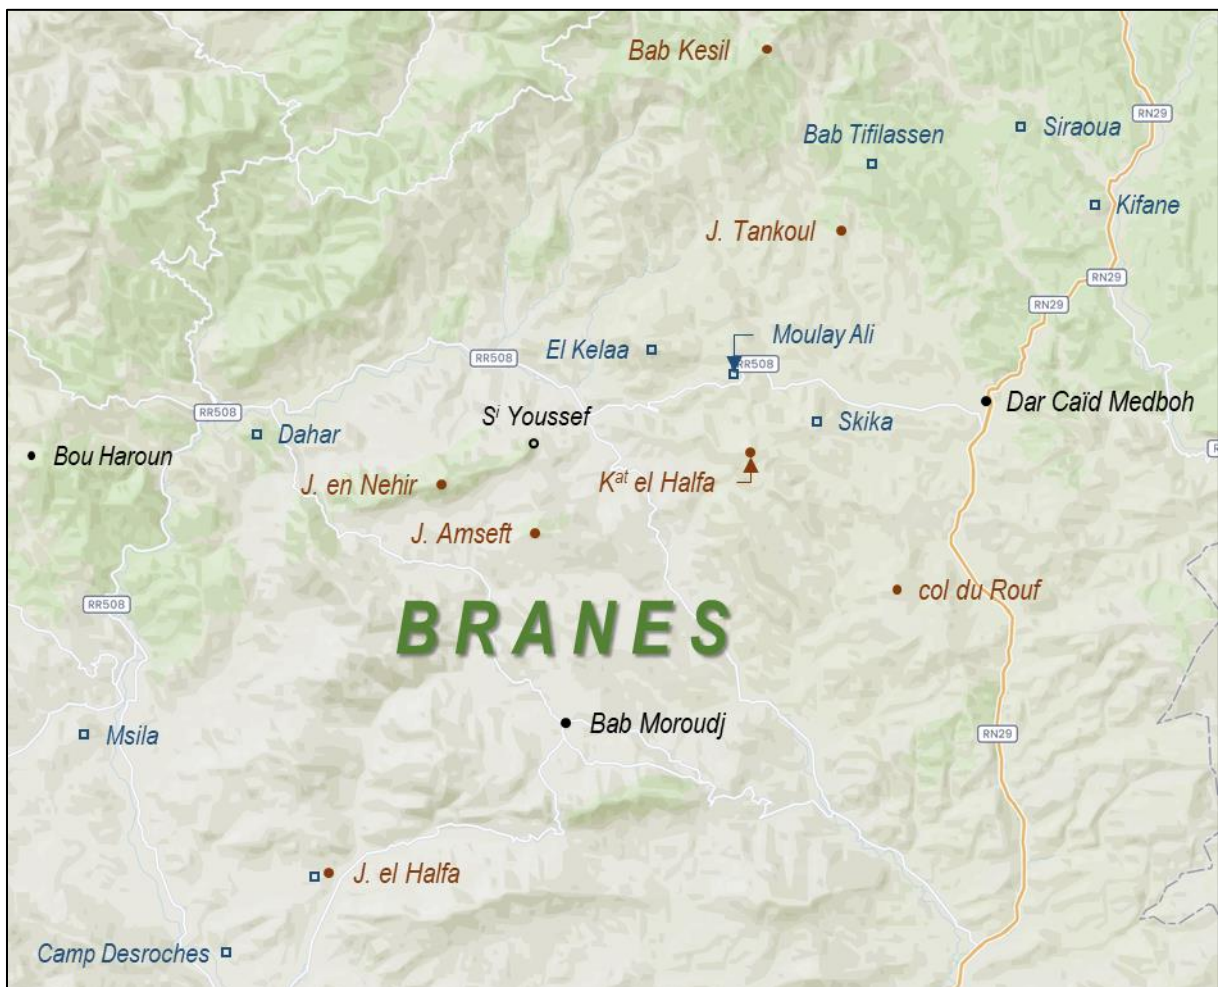 Bab Kesil
RN29
Siraoua
Bab Tifilassen
Kifane
J. Tankoul
RN29
RN29
Moulay Ali
El Kelaa
RR508
RR508
Dar Caïd Medboh
RR508
Sⁱ Youssef
Skika
Dahar
Bou Haroun
Kᵃᵗ el Halfa
J. en Nehir
J. Amseft
col du Rouf
RR508
BRANES
Bab Moroudj
Msila
RN29
J. el Halfa
Camp Desroches